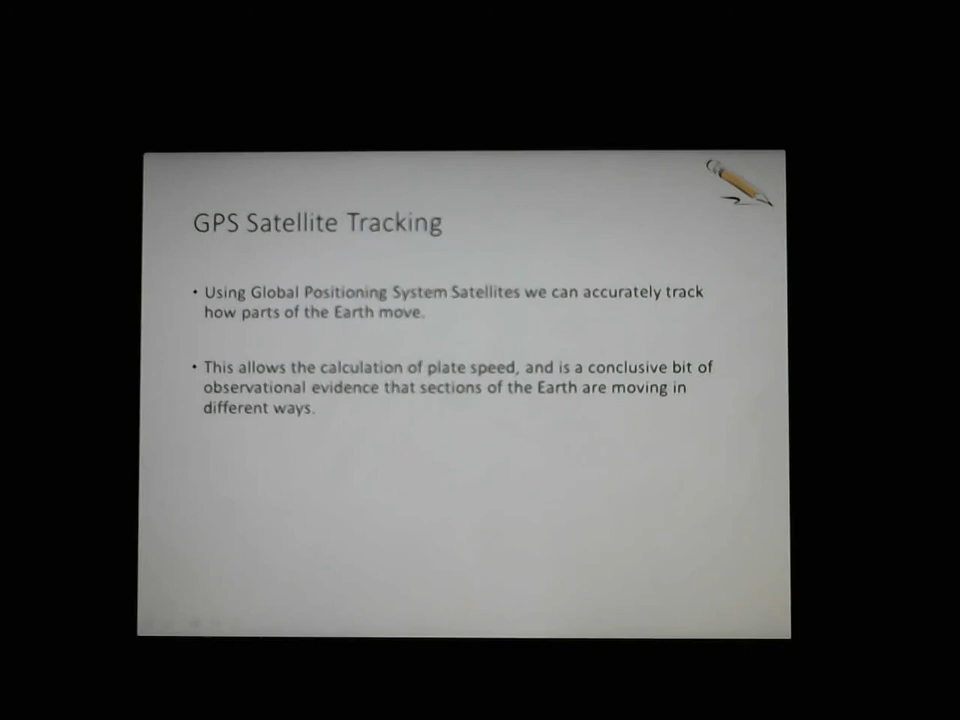 GPS Satellite Tracking
• Using Global Positioning System Satellites we can accurately track
how parts of the Earth move.
• This allows the calculation of plate speed, and is a conclusive bit of
observational evidence that sections of the Earth are moving in
different ways.